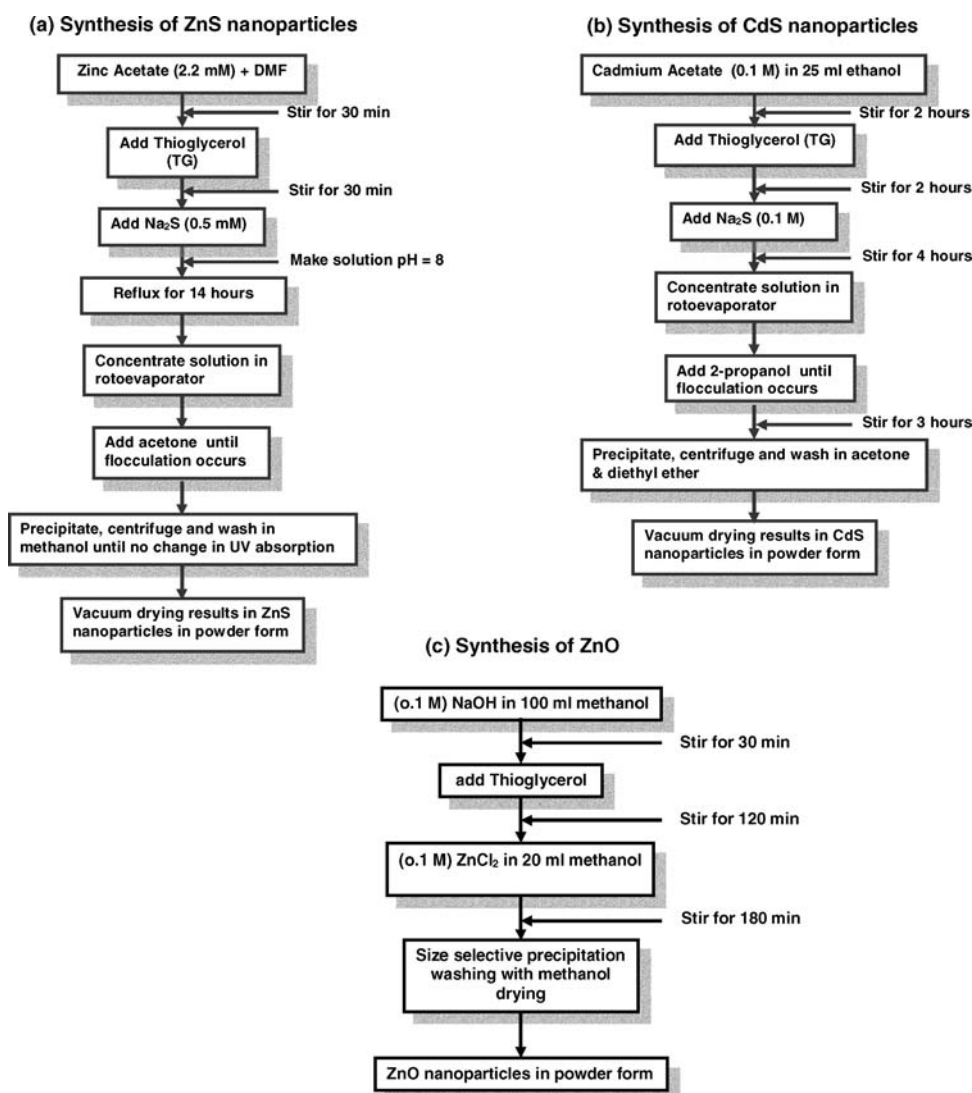 (a) Synthesis of ZnS nanoparticles
Zinc Acetate (2.2 mM) + DMF
Stir for 30 min
Add Thioglycerol
(TG)
Stir for 30 min
Add Na₂S (0.5 mM)
Make solution pH = 8
Reflux for 14 hours
Concentrate solution in
rotoevaporator
Add acetone until
flocculation occurs
Precipitate, centrifuge and wash in
methanol until no change in UV absorption
Vacuum drying results in ZnS
nanoparticles in powder form
(b) Synthesis of CdS nanoparticles
Cadmium Acetate (0.1 M) in 25 ml ethanol
Stir for 2 hours
Add Thioglycerol (TG)
Stir for 2 hours
Add Na₂S (0.1 M)
Stir for 4 hours
Concentrate solution in
rotoevaporator
Add 2-propanol until
flocculation occurs
Stir for 3 hours
Precipitate, centrifuge and wash in acetone
& diethyl ether
Vacuum drying results in CdS
nanoparticles in powder form
(c) Synthesis of ZnO
(o.1 M) NaOH in 100 ml methanol
Stir for 30 min
add Thioglycerol
Stir for 120 min
(o.1 M) ZnCl₂ in 20 ml methanol
Stir for 180 min
Size selective precipitation
washing with methanol
drying
ZnO nanoparticles in powder form